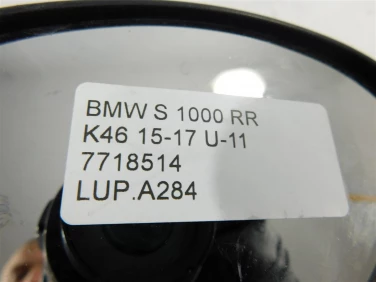 BMW S 1000 RR
K46 15-17 U-11
7718514
LUP.A284